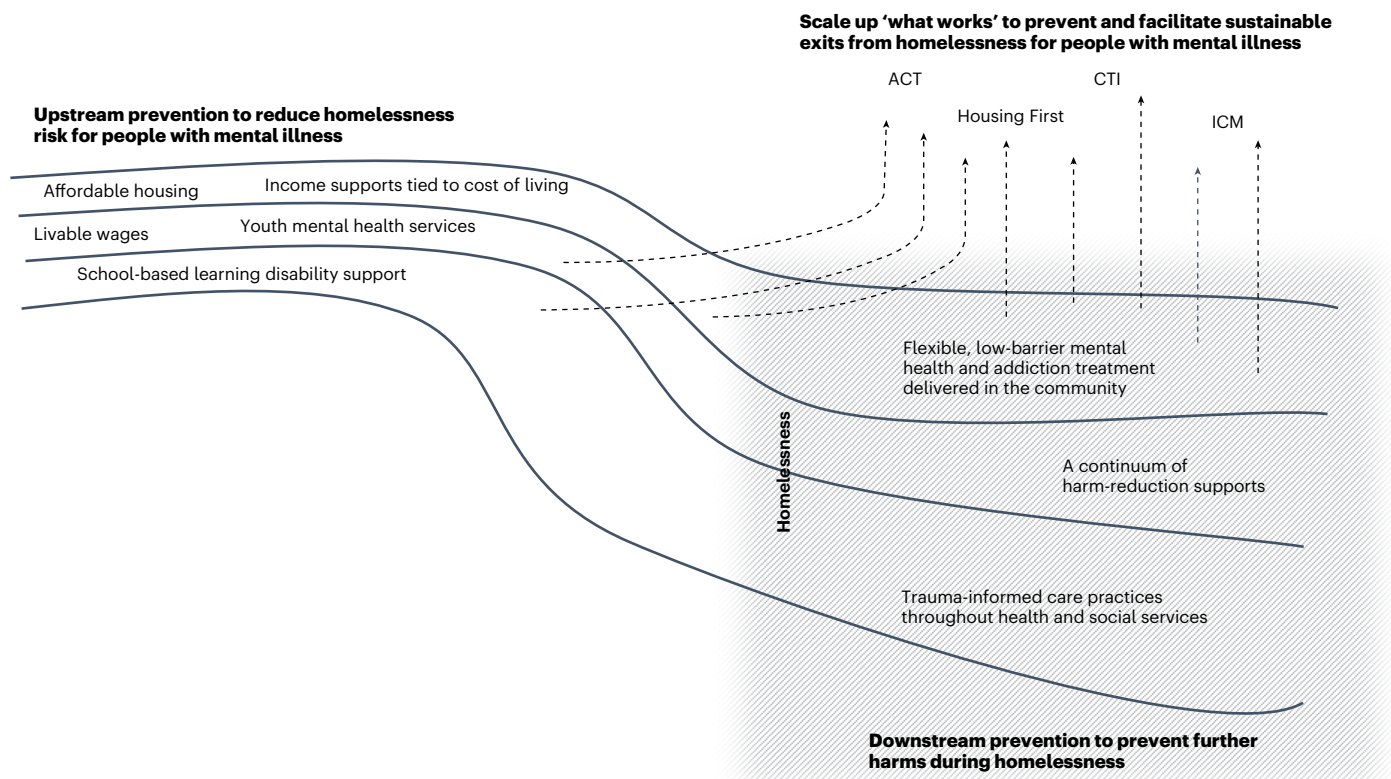 Scale up ‘what works’ to prevent and facilitate sustainable
exits from homelessness for people with mental illness
ACT
CTI
Housing First
ICM
Upstream prevention to reduce homelessness
risk for people with mental illness
Affordable housing
Income supports tied to cost of living
Livable wages
Youth mental health services
School-based learning disability support
Flexible, low-barrier mental
health and addiction treatment
delivered in the community
Homelessness
A continuum of
harm-reduction supports
Trauma-informed care practices
throughout health and social services
Downstream prevention to prevent further
harms during homelessness